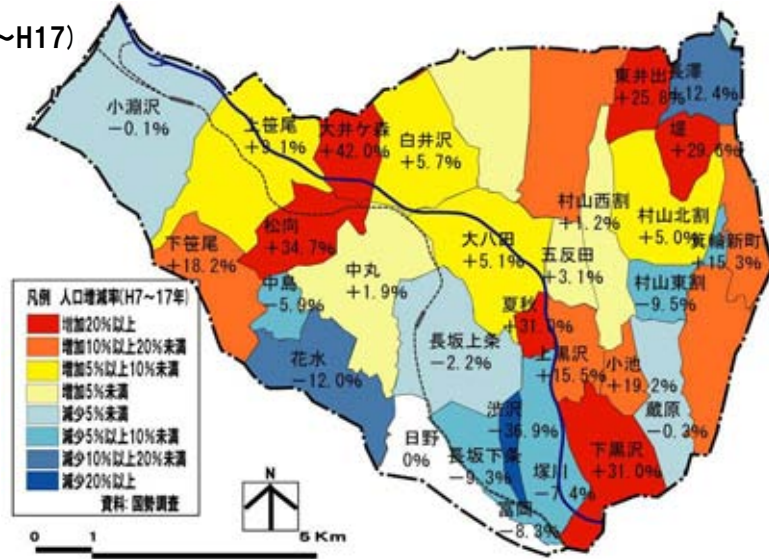 ～H17)
小淵沢
－0.1%
上笹尾
＋9.1%
大井ケ森
＋42.0%
白井沢
＋5.7%
東井出
＋25.8%
長澤
＋12.4%
堤
＋29.6%
村山西割
＋1.2%
村山北割
＋5.0%
箕輪新町
＋15.3%
下笹尾
＋18.2%
松向
＋34.7%
中島
－5.9%
中丸
＋1.9%
大八田
＋5.1%
五反田
＋3.1%
村山東割
－9.5%
夏秋
花水
－12.0%
長坂上条
－2.2%
上黒沢
＋15.5%
小池
＋19.2%
蔵原
－0.3%
日野
0%
渋沢
－36.9%
長坂下条
－9.3%
塚川
－7.4%
下黒沢
＋31.0%
富岡
－8.3%
凡例 人口増減率(H7～17年)
増加20%以上
増加10%以上20%未満
増加5%以上10%未満
増加5%未満
減少5%未満
減少5%以上10%未満
減少10%以上20%未満
減少20%以上
資料: 国勢調査
N
0 1 5 Km